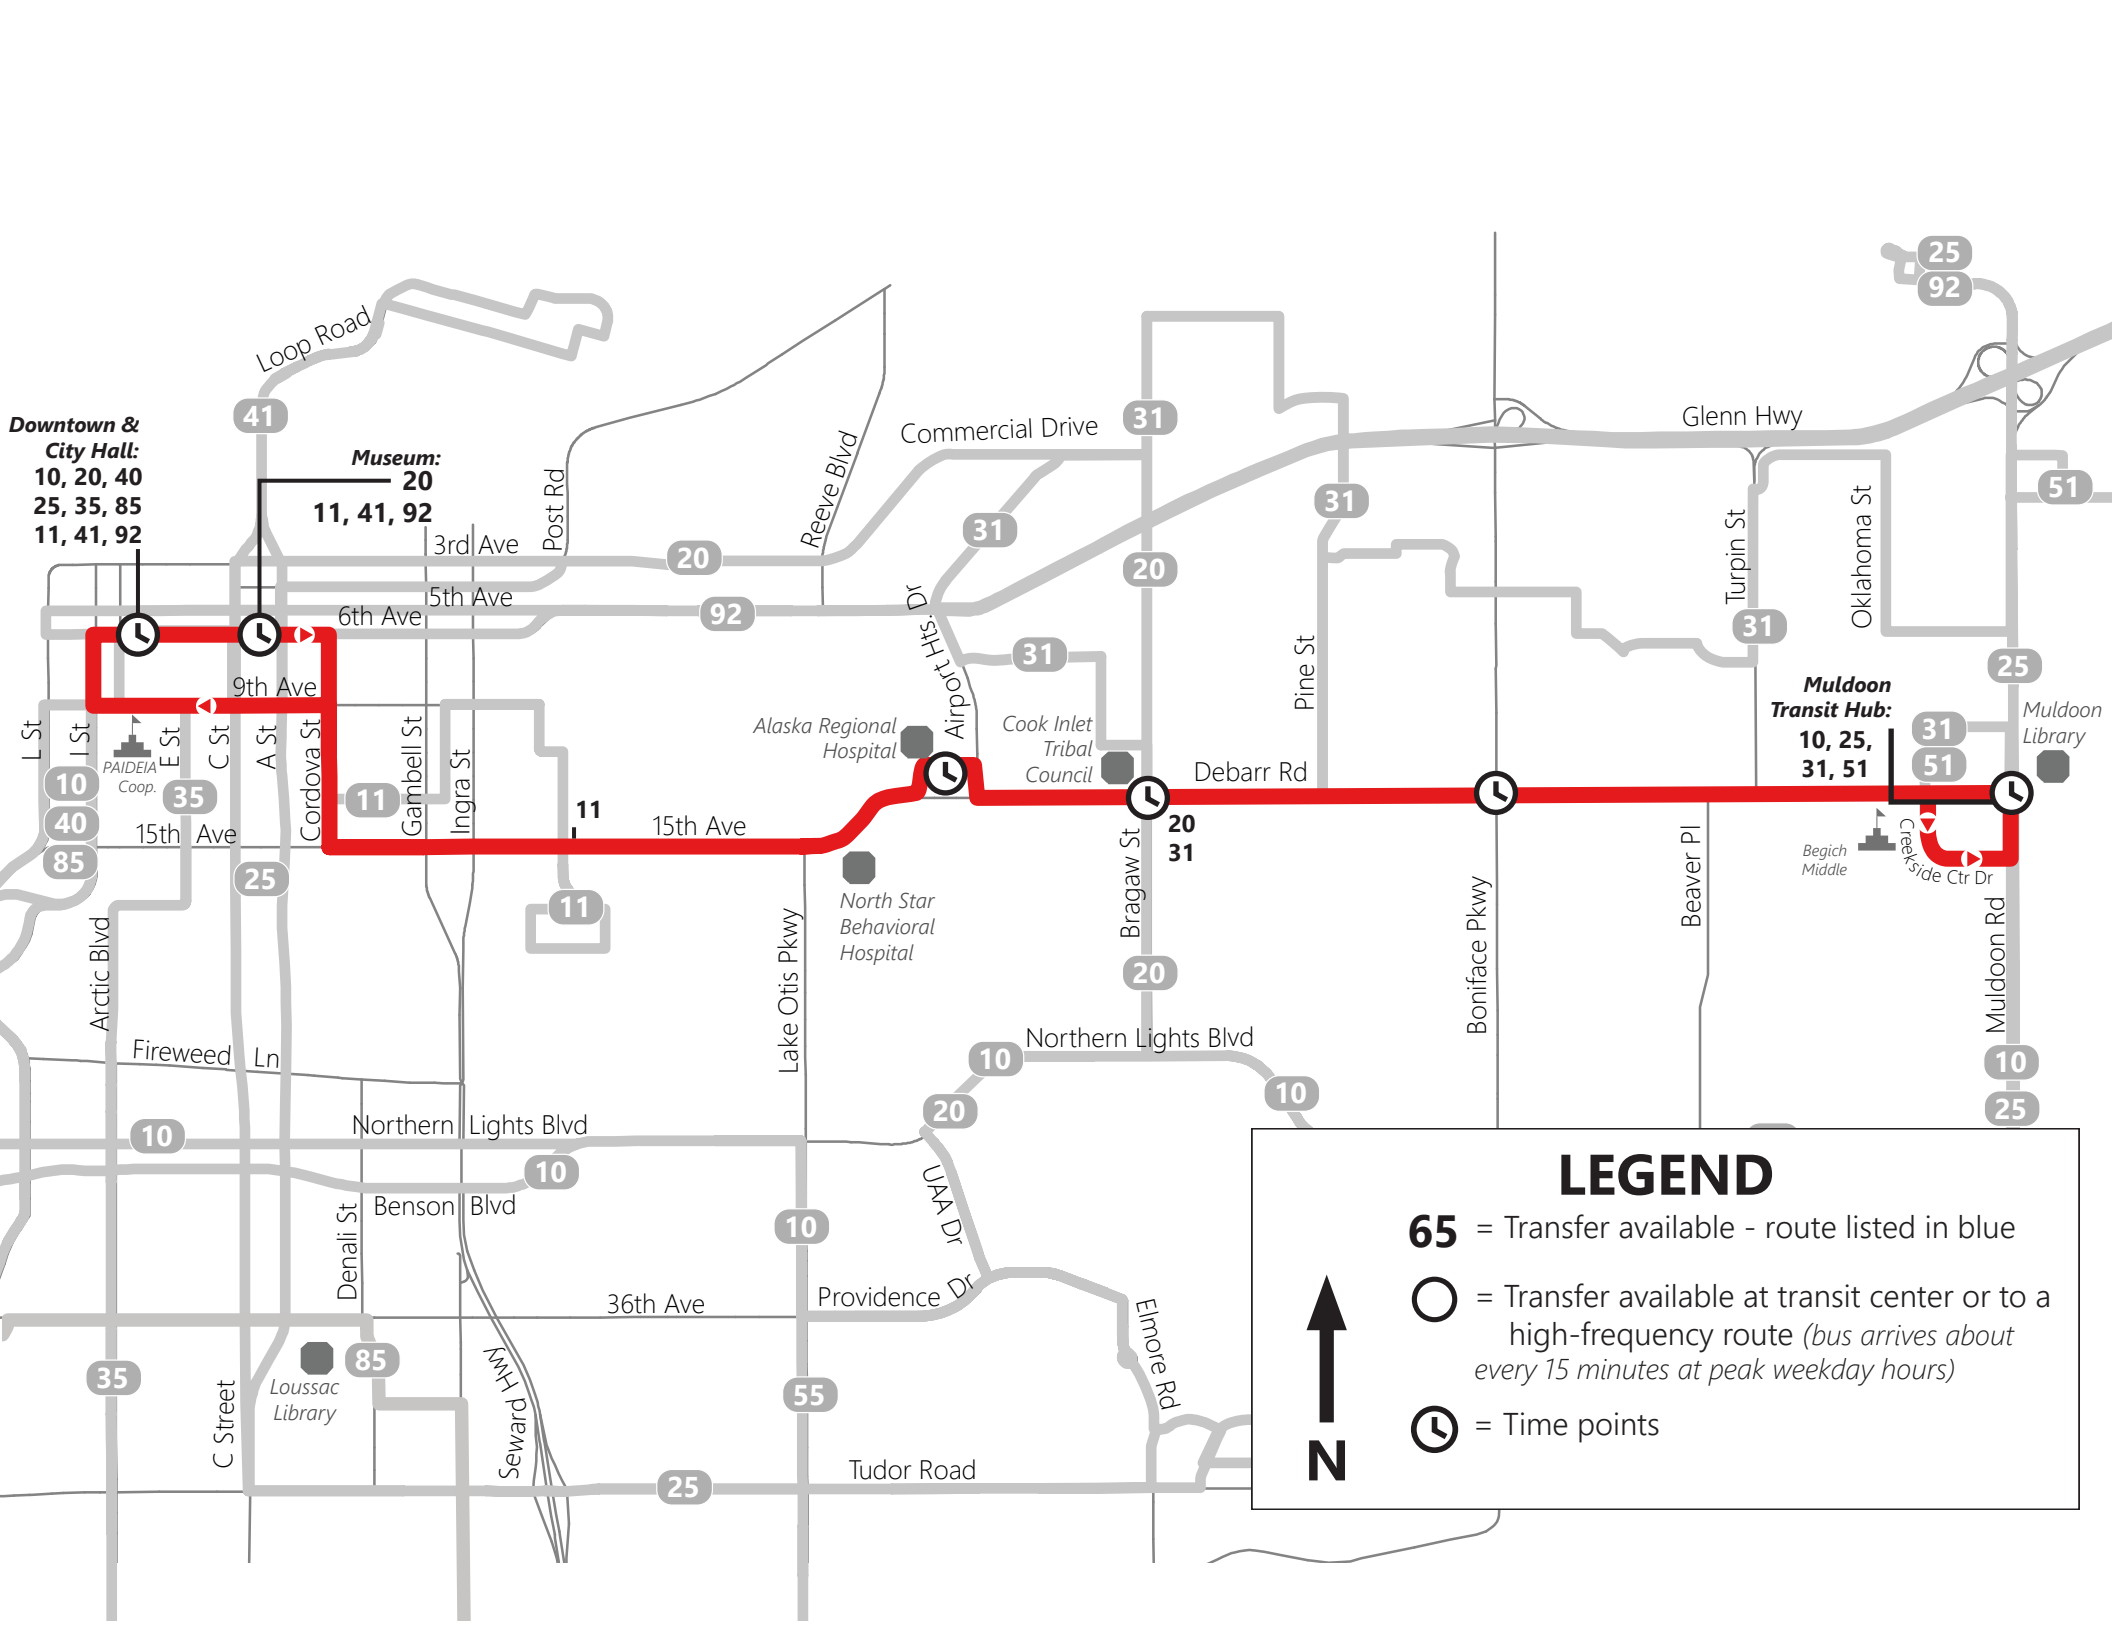 25
92
Loop Road
41
Downtown &
City Hall:
10, 20, 40
25, 35, 85
11, 41, 92
Museum:
20
11, 41, 92
Post Rd
Reeve Blvd
Commercial Drive
31
Glenn Hwy
31
31
51
3rd Ave
20
20
5th Ave
6th Ave
92
Airport Hts. Dr
31
Turpin St
31
Oklahoma St
25
9th Ave
L St
I St
PAIDEIA
Coop.
E St
C St
A St
Cordova St
Gambell St
Ingra St
Alaska Regional
Hospital
Cook Inlet
Tribal
Council
Pine St
Debarr Rd
Muldoon
Transit Hub:
10, 25,
31, 51
31
51
Muldoon
Library
10
40
85
35
15th Ave
11
11
15th Ave
20
31
Begich
Middle
Creekside Ctr Dr
25
11
North Star
Behavioral
Hospital
Arctic Blvd
Lake Otis Pkwy
Bragaw St
20
Boniface Pkwy
Beaver Pl
Muldoon Rd
Fireweed Ln
Northern Lights Blvd
10
10
10
25
20
10
Northern Lights Blvd
10
Benson Blvd
Denali St
10
UAA Dr
36th Ave
Providence Dr
Elmore Rd
35
C Street
Loussac
Library
85
Seward Hwy
55
25
Tudor Road
LEGEND
65 = Transfer available - route listed in blue
= Transfer available at transit center or to a
high-frequency route (bus arrives about
every 15 minutes at peak weekday hours)
= Time points
N